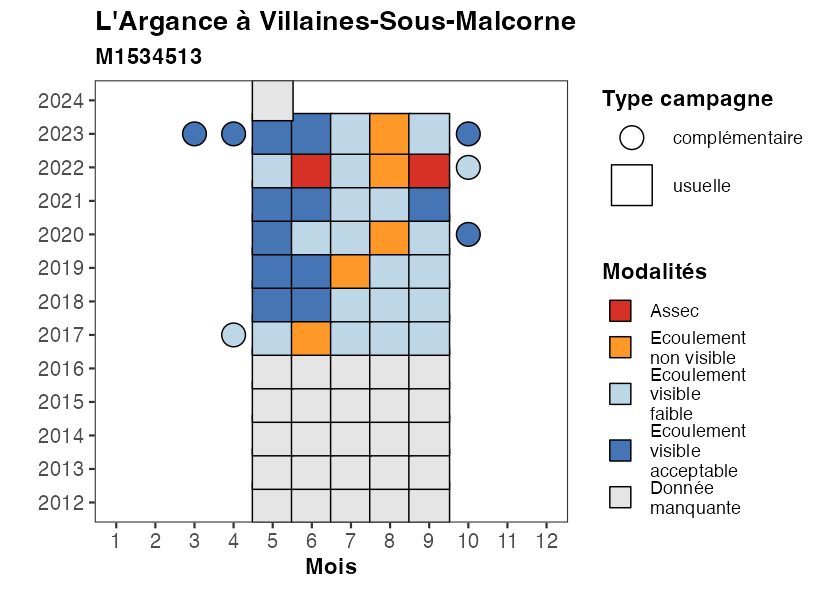 L'Argance à Villaines-Sous-Malcorne
M1534513
2024
2023
2022
2021
2020
2019
2018
2017
2016
2015
2014
2013
2012
1 2 3 4 5 6 7 8 9 10 11 12
Mois
Type campagne
complémentaire
usuelle
Modalités
Assec
Ecoulement
non visible
Ecoulement
visible
faible
Ecoulement
visible
acceptable
Donnée
manquante